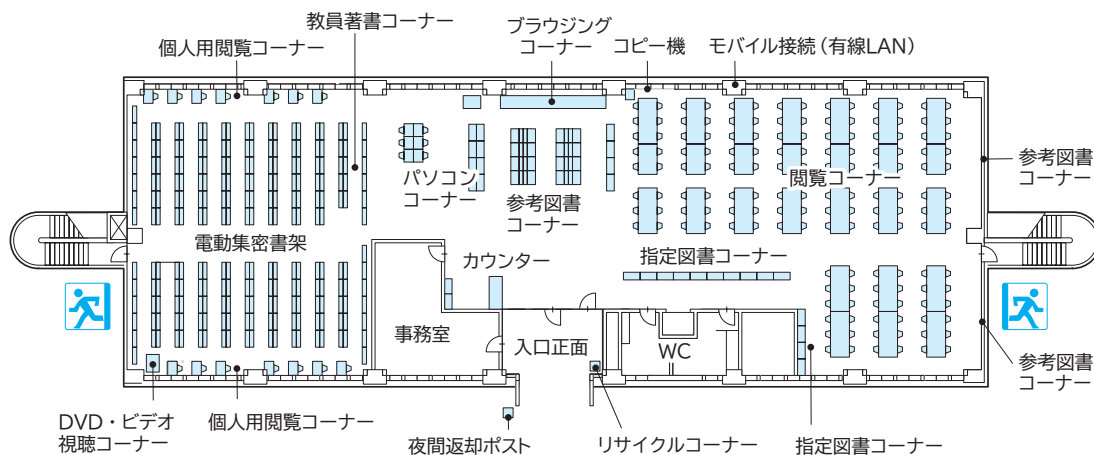 教員著書コーナー
個人用閲覧コーナー
ブラウジング
コーナー
コピー機
モバイル接続（有線LAN）
参考図書
コーナー
閲覧コーナー
パソコン
コーナー
参考図書
コーナー
電動集密書架
カウンター
指定図書コーナー
事務室
入口正面
WC
参考図書
コーナー
DVD・ビデオ
視聴コーナー
個人用閲覧コーナー
夜間返却ポスト
リサイクルコーナー
指定図書コーナー